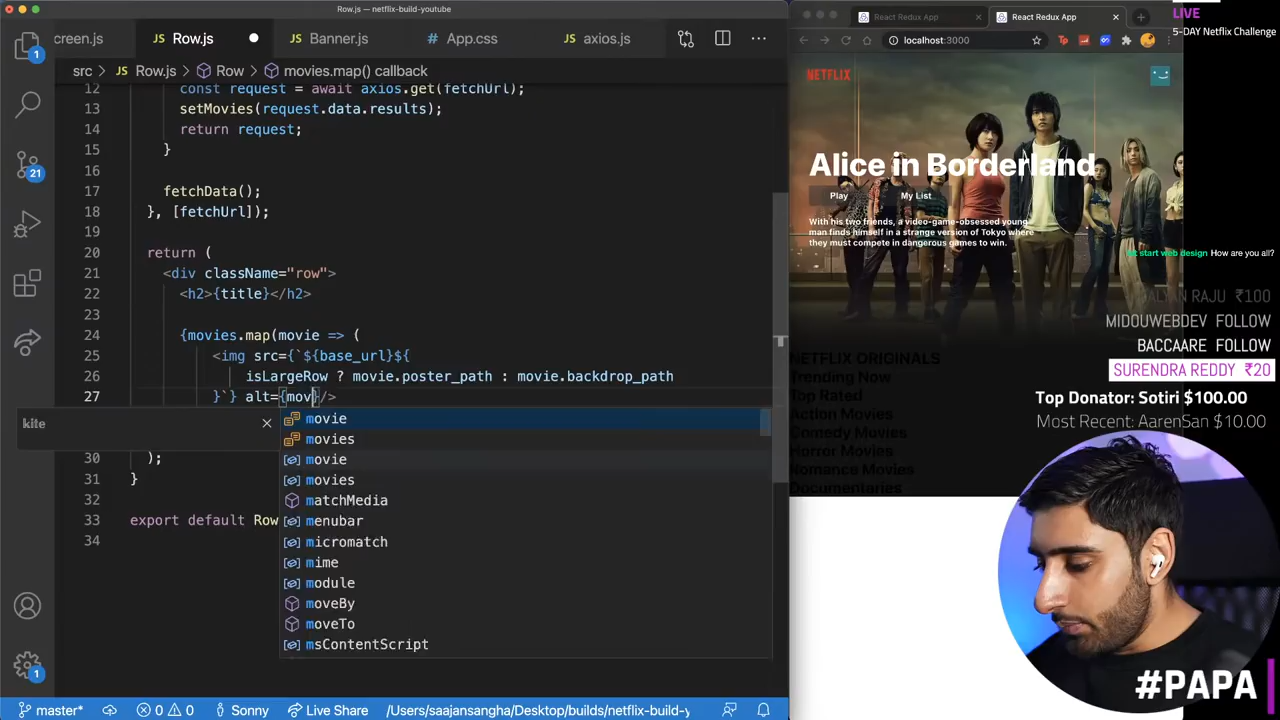 Row.js — netflix-build-youtube
creen.js
JS Row.js
JS Banner.js
# App.css
JS axios.js
src > JS Row.js > Row > movies.map() callback
12 const request = await axios.get(fetchUrl);
13 setMovies(request.data.results);
14 return request;
15 }
16
17 fetchData();
18 }, [fetchUrl]);
19
20 return (
21 <div className="row">
22 <h2>{title}</h2>
23
24 {movies.map(movie => (
25 <img src={`${base_url}${
26 isLargeRow ? movie.poster_path : movie.backdrop_path
27 }`} alt={mov}/>
kite
movie
movies
movie
movies
matchMedia
menubar
micromatch
mime
module
moveBy
moveTo
msContentScript
30 );
31 }
32
33 export default Row
34
1
21
1
master*
0 0
Sonny
Live Share
/Users/saajansangha/Desktop/builds/netflix-build-y
React Redux App
React Redux App
localhost:3000
NETFLIX
Alice in Borderland
Play
My List
With his two friends, a video-game-obsessed young
man finds himself in a strange version of Tokyo where
they must compete in dangerous games to win.
NETFLIX ORIGINALS
Trending Now
Top Rated
Action Movies
Comedy Movies
Horror Movies
Romance Movies
Documentaries
LIVE
5-DAY Netflix Challenge
start web design How are you all?
RAJU ₹100
MIDOUWEBDEV FOLLOW
BACCAARE FOLLOW
SURENDRA REDDY ₹20
Top Donator: Sotiri $100.00
Most Recent: AarenSan $10.00
#PAPA